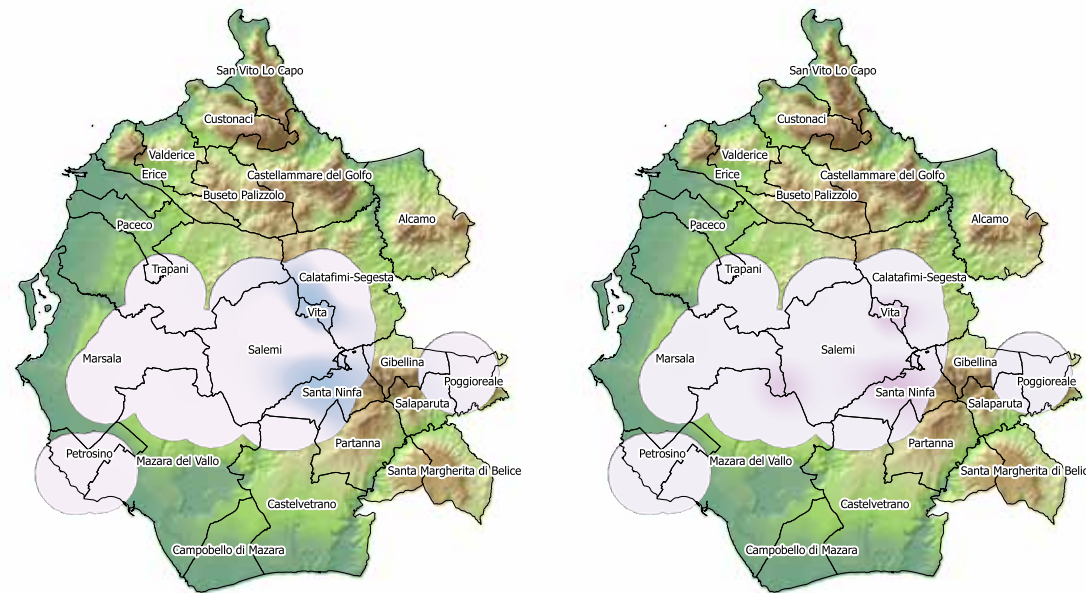 San Vito Lo Capo
Custonaci
Valderice
Erice
Castellammare del Golfo
Buseto Palizzolo
Paceco
Alcamo
Trapani
Calatafimi-Segesta
Vita
Salemi
Marsala
Gibellina
Poggioreale
Santa Ninfa
Salaparuta
Partanna
Petrosino
Mazara del Vallo
Santa Margherita di Belice
Castelvetrano
Campobello di Mazara
San Vito Lo Capo
Custonaci
Valderice
Erice
Castellammare del Golfo
Buseto Palizzolo
Paceco
Alcamo
Trapani
Calatafimi-Segesta
Vita
Salemi
Marsala
Gibellina
Poggioreale
Santa Ninfa
Salaparuta
Partanna
Petrosino
Mazara del Vallo
Santa Margherita di Belic
Castelvetrano
Campobello di Mazara